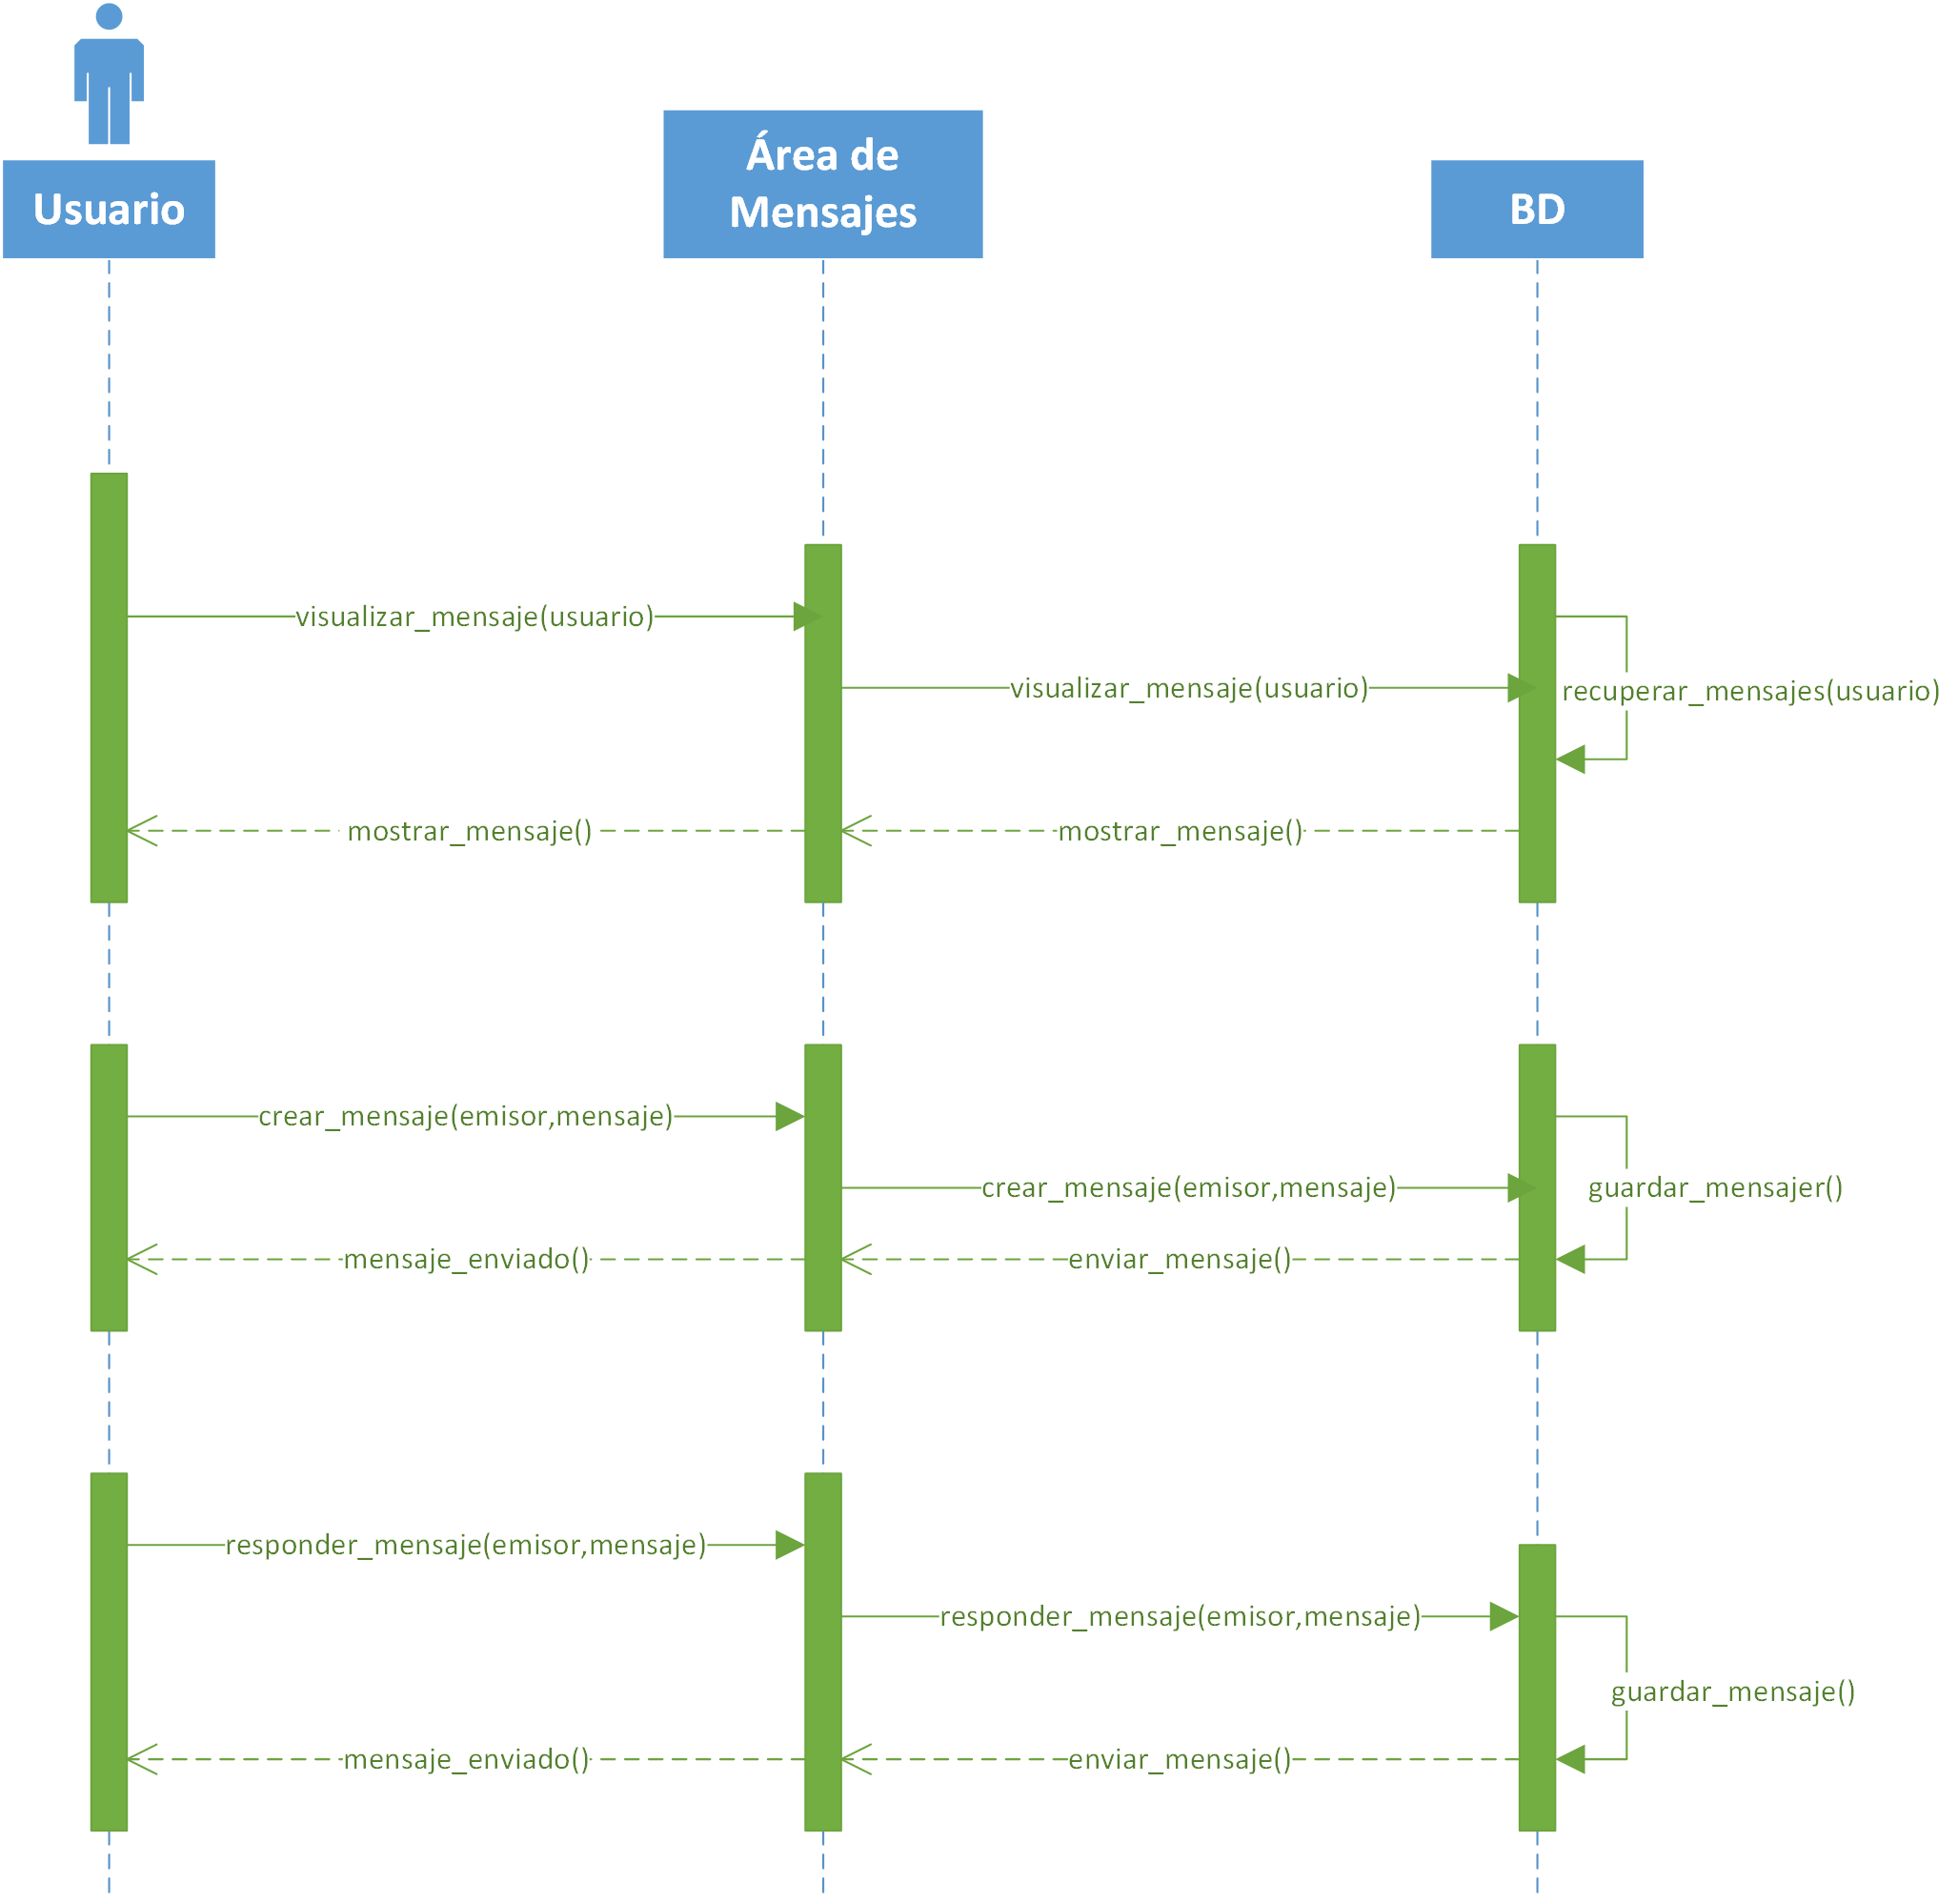 Usuario
Área de
Mensajes
BD
visualizar_mensaje(usuario)
visualizar_mensaje(usuario)
recuperar_mensajes(usuario)
mostrar_mensaje()
mostrar_mensaje()
crear_mensaje(emisor,mensaje)
crear_mensaje(emisor,mensaje)
guardar_mensajer()
mensaje_enviado()
enviar_mensaje()
responder_mensaje(emisor,mensaje)
responder_mensaje(emisor,mensaje)
guardar_mensaje()
mensaje_enviado()
enviar_mensaje()